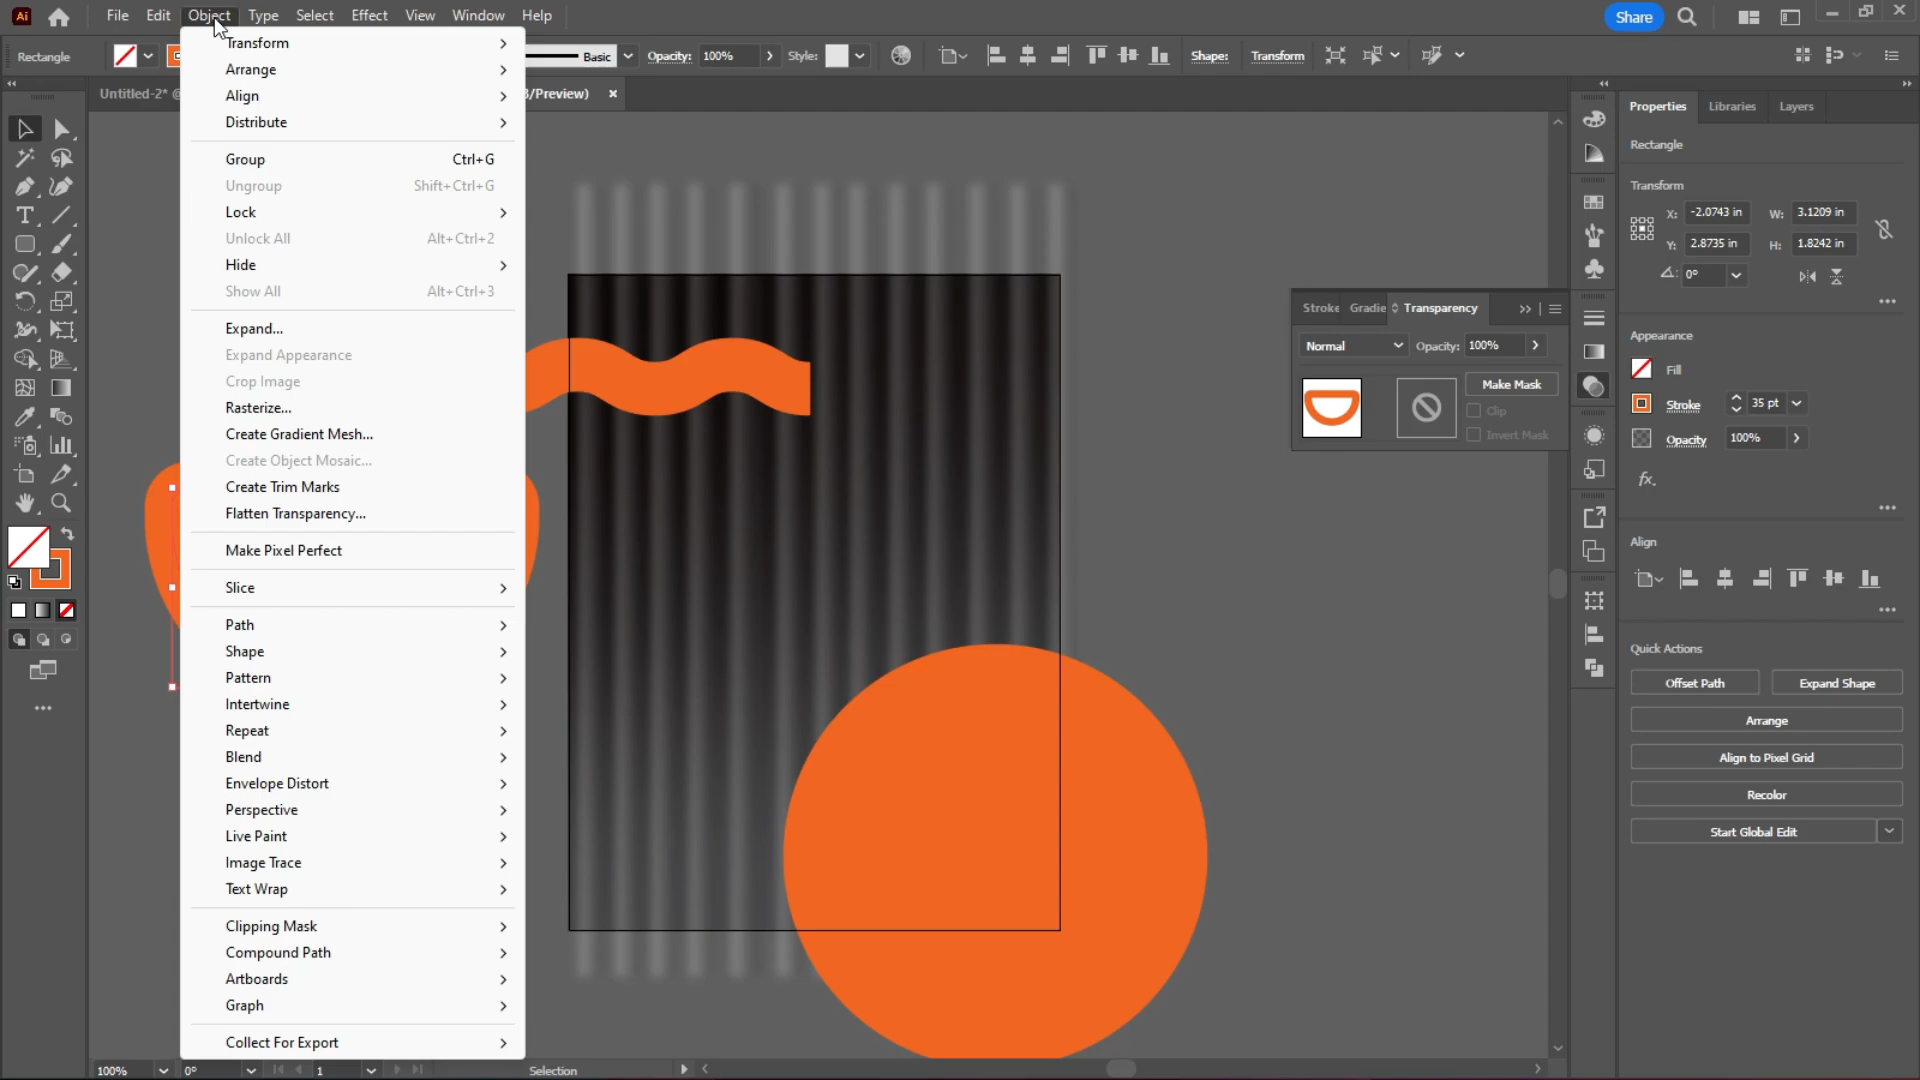 Ai File Edit Object Type Select Effect View Window Help Share
Rectangle Basic Opacity: 100% Style: Shape: Transform
Untitled-2* @ 3/Preview) ×
Transform
Arrange
Align
Distribute
Group Ctrl+G
Ungroup Shift+Ctrl+G
Lock
Unlock All Alt+Ctrl+2
Hide
Show All Alt+Ctrl+3
Expand...
Expand Appearance
Crop Image
Rasterize...
Create Gradient Mesh...
Create Object Mosaic...
Create Trim Marks
Flatten Transparency...
Make Pixel Perfect
Slice
Path
Shape
Pattern
Intertwine
Repeat
Blend
Envelope Distort
Perspective
Live Paint
Image Trace
Text Wrap
Clipping Mask
Compound Path
Artboards
Graph
Collect For Export
Stroke Gradie Transparency
Normal Opacity: 100%
Make Mask
Clip
Invert Mask
Properties Libraries Layers
Rectangle
Transform
X: -2.0743 in W: 3.1209 in
Y: 2.8735 in H: 1.8242 in
0°
Appearance
Fill
Stroke 35 pt
Opacity 100%
fx.
Align
Quick Actions
Offset Path Expand Shape
Arrange
Align to Pixel Grid
Recolor
Start Global Edit
100% 0° 1 Selection